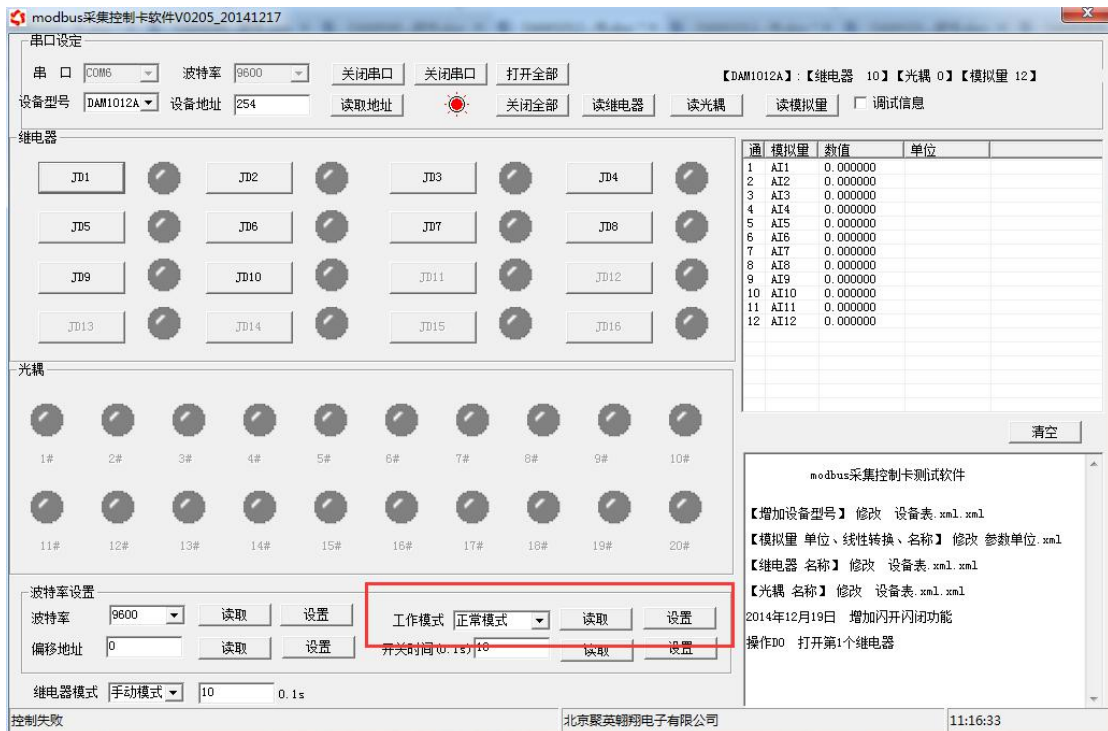 modbus采集控制卡软件V0205_20141217
串口设定
串 口 COM6 波特率 9600 关闭串口 关闭串口 打开全部 【DAM1012A】:【继电器 10】【光耦 0】【模拟量 12】
设备型号 DAM1012A 设备地址 254 读取地址 关闭全部 读继电器 读光耦 读模拟量 调试信息
继电器
JD1 JD2 JD3 JD4
JD5 JD6 JD7 JD8
JD9 JD10 JD11 JD12
JD13 JD14 JD15 JD16
通 模拟量 数值 单位
1 AI1 0.000000
2 AI2 0.000000
3 AI3 0.000000
4 AI4 0.000000
5 AI5 0.000000
6 AI6 0.000000
7 AI7 0.000000
8 AI8 0.000000
9 AI9 0.000000
10 AI10 0.000000
11 AI11 0.000000
12 AI12 0.000000
清空
光耦
1# 2# 3# 4# 5# 6# 7# 8# 9# 10#
11# 12# 13# 14# 15# 16# 17# 18# 19# 20#
modbus采集控制卡测试软件
【增加设备型号】 修改 设备表.xml.xml
【模拟量 单位、线性转换、名称】 修改 参数单位.xml
【继电器 名称】 修改 设备表.xml.xml
【光耦 名称】 修改 设备表.xml.xml
2014年12月19日 增加闪开闪闭功能
操作DO 打开第1个继电器
波特率设置
波特率 9600 读取 设置 工作模式 正常模式 读取 设置
偏移地址 0 读取 设置 开关时间(0.1s) 10 读取 设置
继电器模式 手动模式 10 0.1s
控制失败 北京聚英翱翔电子有限公司 11:16:33